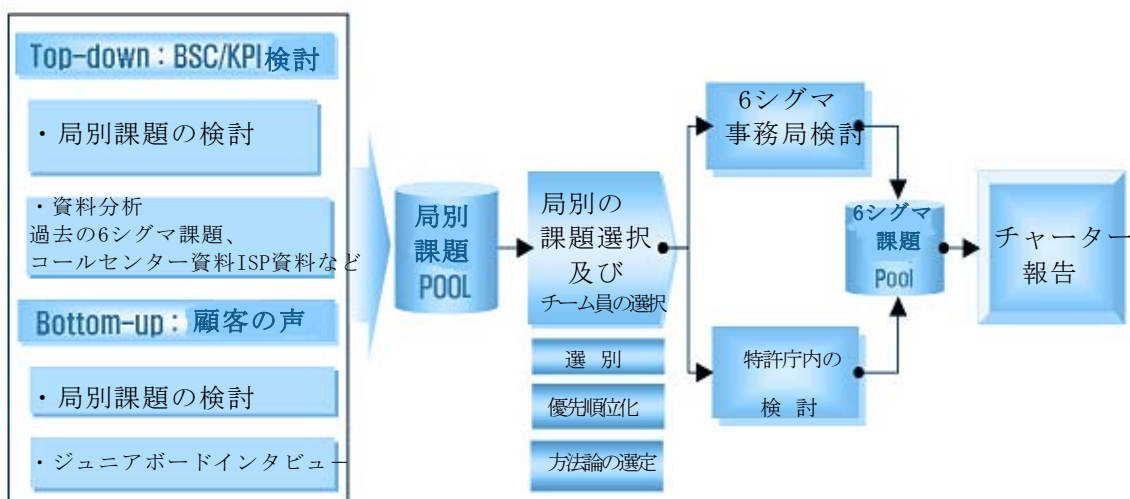 Top-down：BSC/KPI検討
・局別課題の検討
・資料分析
過去の6シグマ課題、
コールセンター資料ISP資料など
Bottom-up：顧客の声
・局別課題の検討
・ジュニアボードインタビュー
局別
課題
POOL
局別の
課題選択
及び
チーム員の選択
選 別
優先順位化
方法論の選定
6シグマ
事務局検討
特許庁内の
検 討
6シグマ
課題
Pool
チャーター
報告